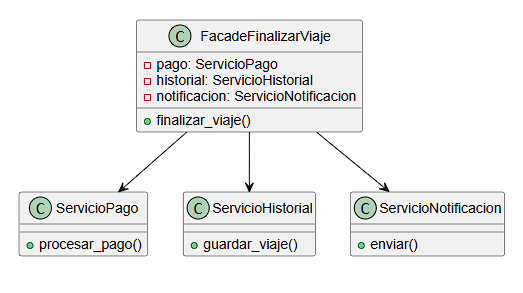 C FacadeFinalizarViaje
pago: ServicioPago
historial: ServicioHistorial
notificacion: ServicioNotificacion
finalizar_viaje()
C ServicioPago
procesar_pago()
C ServicioHistorial
guardar_viaje()
C ServicioNotificacion
enviar()